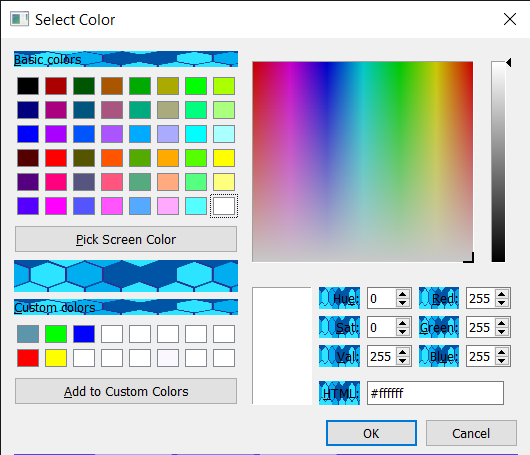 Select Color
Basic colors
Pick Screen Color
Custom colors
Add to Custom Colors
Hue: 0 Red: 255
Sat: 0 Green: 255
Val: 255 Blue: 255
HTML: #ffffff
OK Cancel